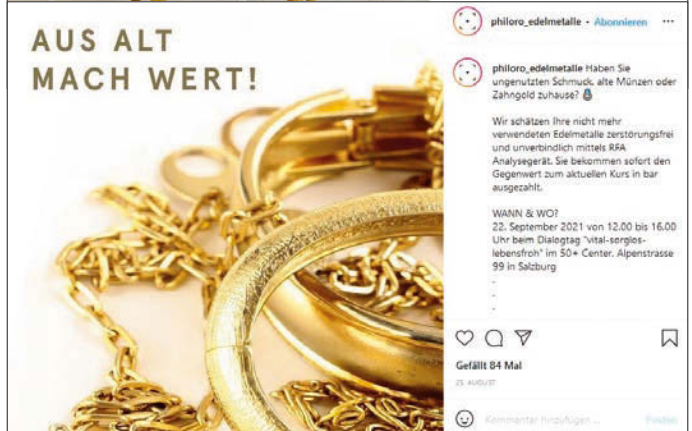 AUS ALT
MACH WERT!
philoro_edelmetalle • Abonnieren ...
philoro_edelmetalle Haben Sie
ungenutzten Schmuck, alte Münzen oder
Zahngold zuhause?
Wir schätzen Ihre nicht mehr
verwendeten Edelmetalle zerstörungsfrei
und unverbindlich mittels RFA
Analysegerät. Sie bekommen sofort den
Gegenwert zum aktuellen Kurs in bar
ausgezahlt.
WANN & WO?
22. September 2021 von 12.00 bis 16.00
Uhr beim Dialogtag "vital-sorglos-
lebensfroh" im 50+ Center, Alpenstrasse
99 in Salzburg
.
.
.
Gefällt 84 Mal
25. AUGUST
Kommentar hinzufügen ...
Posten